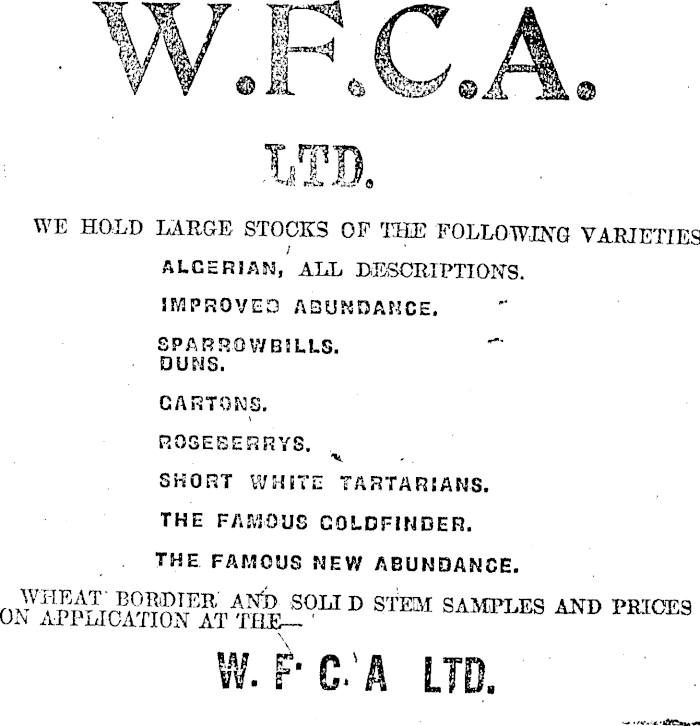 W.F.C.A.
LTD.
WE HOLD LARGE STOCKS OF THE FOLLOWING VARIETIES
ALGERIAN, ALL DESCRIPTIONS.
IMPROVED ABUNDANCE.
SPARROWBILLS.
DUNS.
GARTONS.
ROSEBERRYS.
SHORT WHITE TARTARIANS.
THE FAMOUS GOLDFINDER.
THE FAMOUS NEW ABUNDANCE.
WHEAT BORDIER AND SOLI D STEM SAMPLES AND PRICES
ON APPLICATION AT THE—
W. F. C. A LTD.